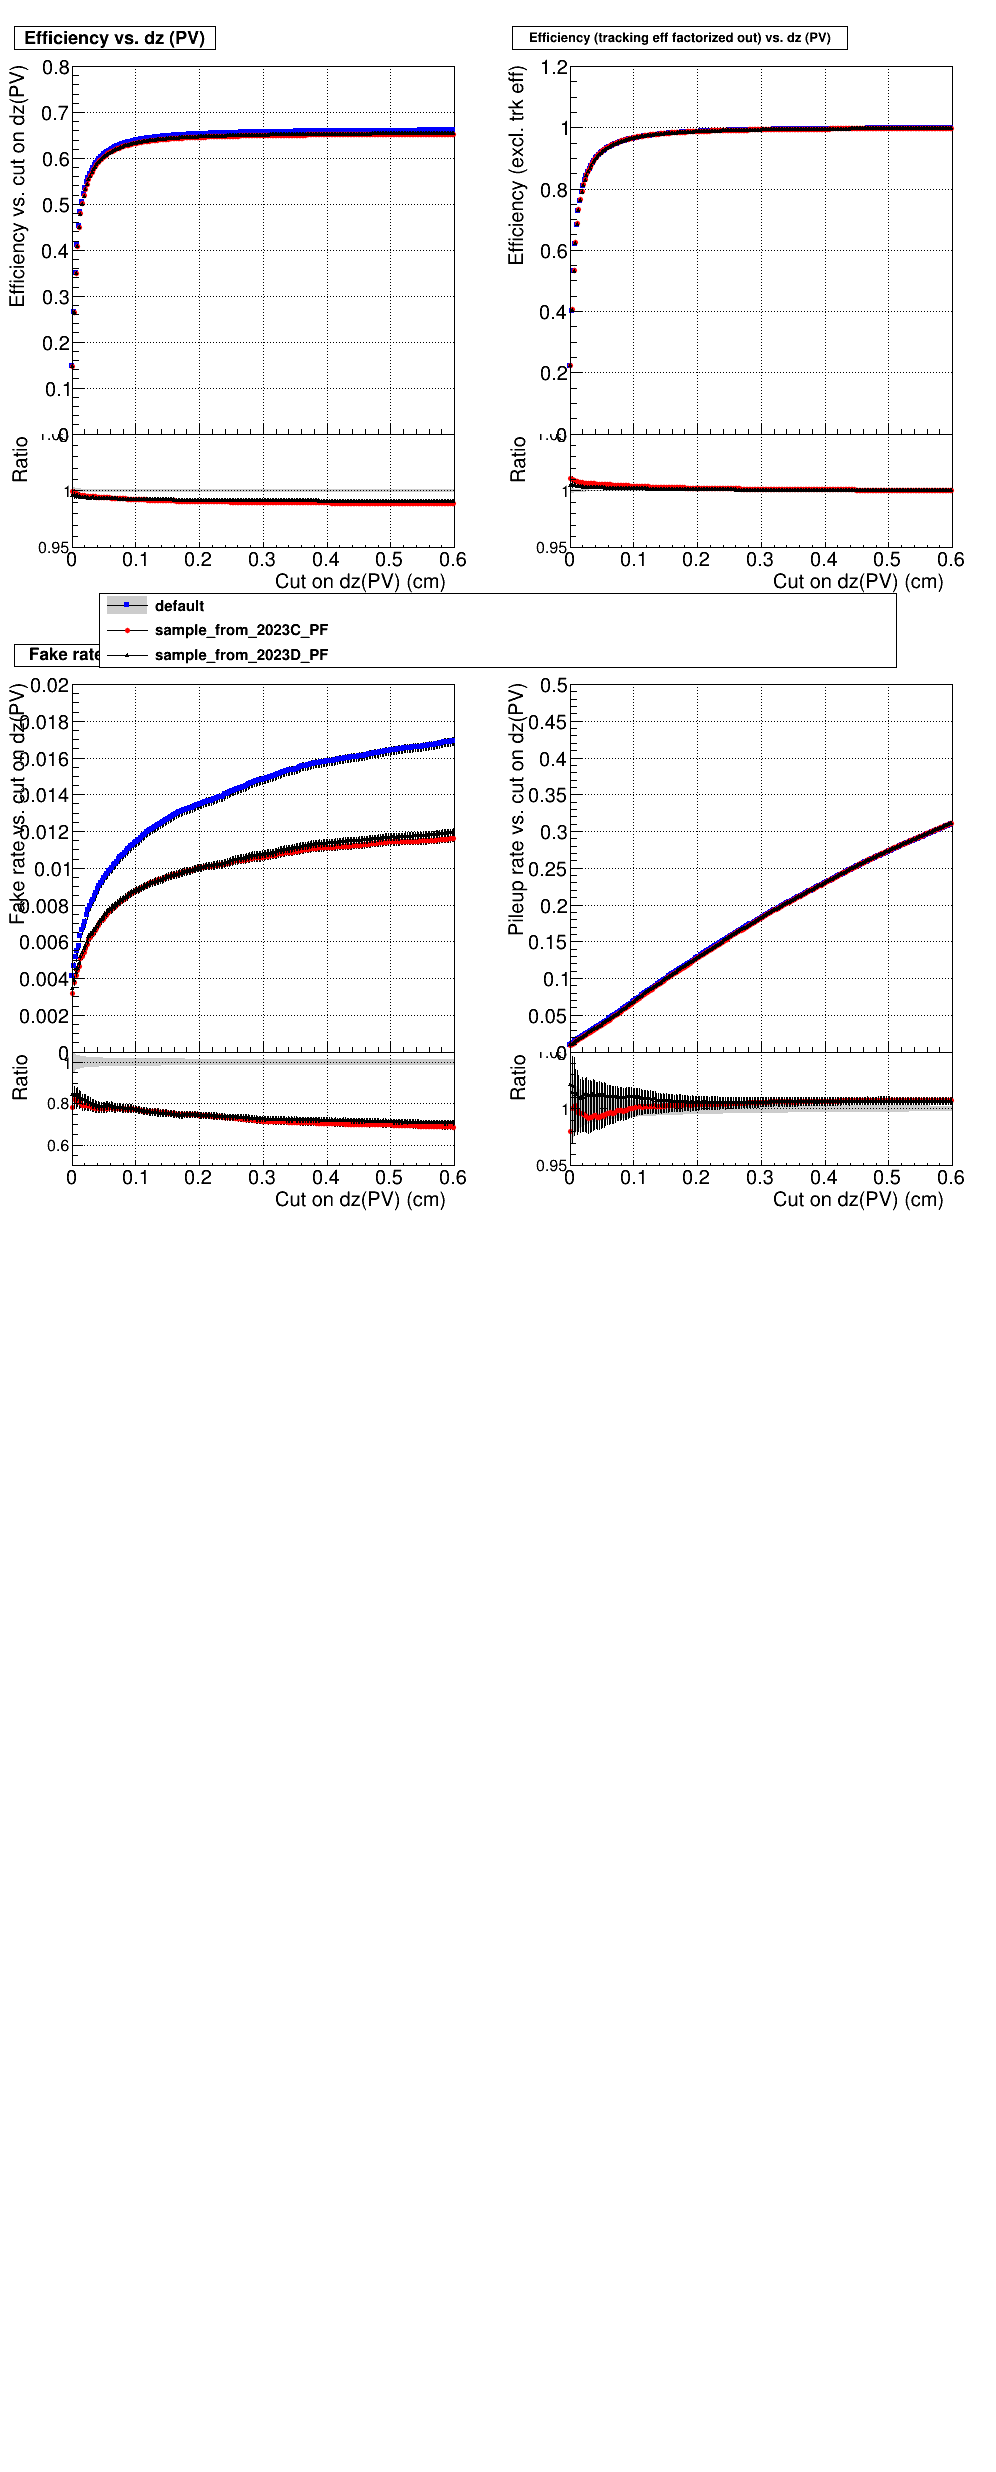 Efficiency vs. dz (PV)
Efficiency vs. cut on dz(PV)
0.8
0.7
0.6
0.5
0.4
0.3
0.2
0.1
0
Ratio
1
0.95
0 0.1 0.2 0.3 0.4 0.5 0.6
Cut on dz(PV) (cm)
Efficiency (tracking eff factorized out) vs. dz (PV)
Efficiency (excl. trk eff)
1.2
1
0.8
0.6
0.4
0.2
0
Ratio
1
0.95
0 0.1 0.2 0.3 0.4 0.5 0.6
Cut on dz(PV) (cm)
default
sample_from_2023C_PF
sample_from_2023D_PF
Fake rate
Fake rate vs. cut on dz(PV)
0.02
0.018
0.016
0.014
0.012
0.01
0.008
0.006
0.004
0.002
0
Ratio
1
0.8
0.6
0 0.1 0.2 0.3 0.4 0.5 0.6
Cut on dz(PV) (cm)
Pileup rate vs. cut on dz(PV)
0.5
0.45
0.4
0.35
0.3
0.25
0.2
0.15
0.1
0.05
0
Ratio
1
0.95
0 0.1 0.2 0.3 0.4 0.5 0.6
Cut on dz(PV) (cm)